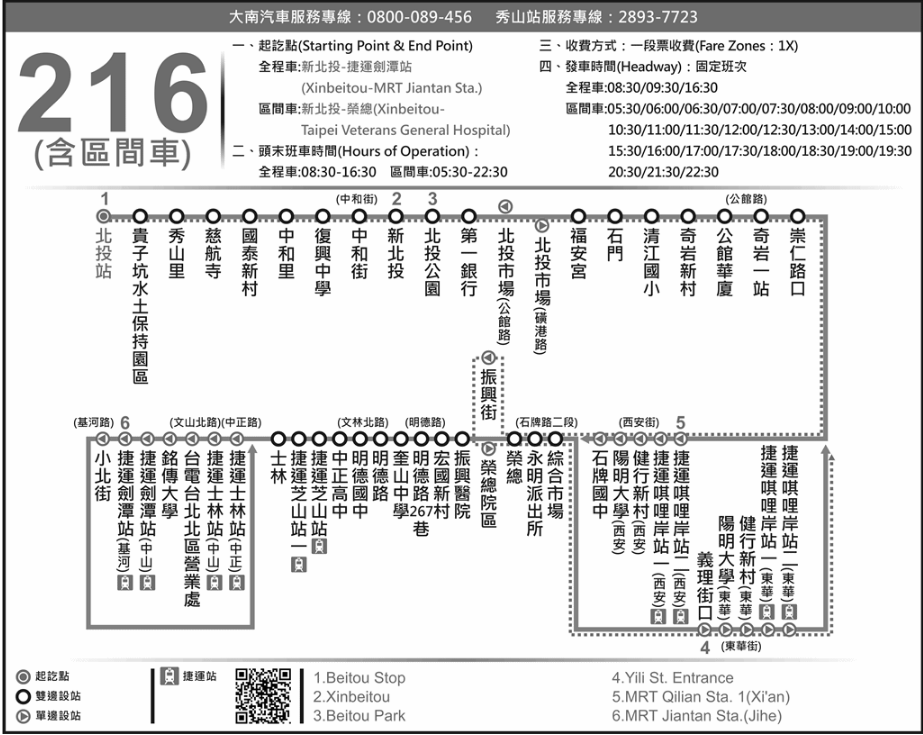 大南汽車服務專線：0800-089-456 秀山站服務專線：2893-7723
216
(含區間車)
一、起訖點(Starting Point & End Point)
全程車:新北投-捷運劍潭站
(Xinbeitou-MRT Jiantan Sta.)
區間車:新北投-榮總(Xinbeitou-
Taipei Veterans General Hospital)
二、頭末班車時間(Hours of Operation)：
全程車:08:30-16:30 區間車:05:30-22:30
三、收費方式：一段票收費(Fare Zones：1X)
四、發車時間(Headway)：固定班次
全程車:08:30/09:30/16:30
區間車:05:30/06:00/06:30/07:00/07:30/08:00/09:00/10:00
10:30/11:00/11:30/12:00/12:30/13:00/14:00/15:00
15:30/16:00/17:00/17:30/18:00/18:30/19:00/19:30
20:30/21:30/22:30
1
(中和街)
2
3
(公館路)
北投站
貴子坑水土保持園區
秀山里
慈航寺
國泰新村
中和里
復興中學
中和街
新北投
北投公園
第一銀行
北投市場(公館路)
北投市場(磺港路)
福安宮
石門
清江國小
奇岩新村
公館華廈
奇岩一站
崇仁路口
振興街
(基河路)
6
(文山北路)
(中正路)
(文林北路)
(明德路)
(石牌路二段)
(西安街)
5
小北街
捷運劍潭站(基河)
捷運劍潭站(中山)
銘傳大學
台電台北北區營業處
捷運士林站(中山)
捷運士林站(中正)
士林
捷運芝山站一
捷運芝山站
中正高中
明德國中
明德路
奎山中學
明德路267巷
宏國新村
振興醫院
榮總院區
榮總
永明派出所
綜合市場
石牌國中
陽明大學(西安)
健行新村(西安)
捷運唭哩岸站一(西安)
捷運唭哩岸站二(西安)
義理街口
陽明大學(東華)
健行新村(東華)
捷運唭哩岸站一(東華)
捷運唭哩岸站二(東華)
4
(東華街)
起訖點
雙邊設站
單邊設站
捷運站
1.Beitou Stop
2.Xinbeitou
3.Beitou Park
4.Yili St. Entrance
5.MRT Qilian Sta. 1(Xi'an)
6.MRT Jiantan Sta.(Jihe)